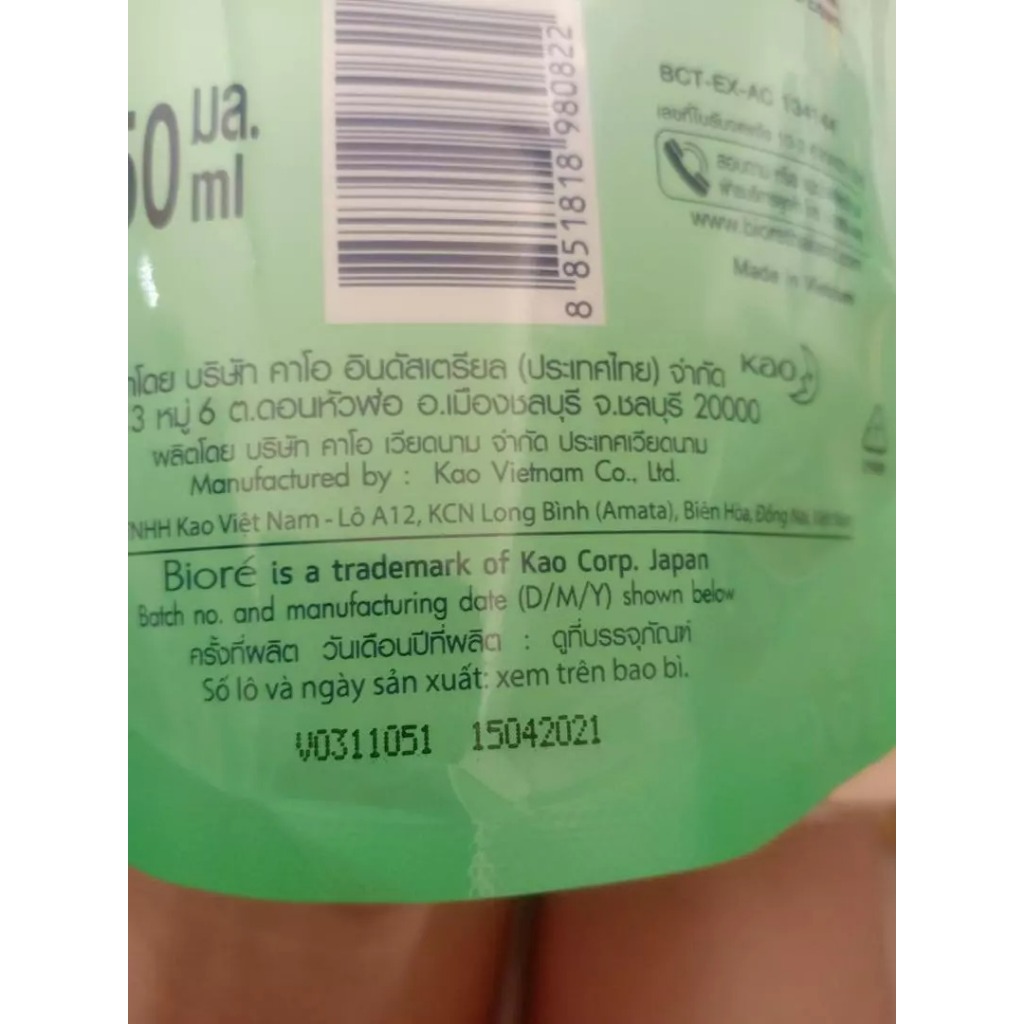 50 มล.
ml
8 851818 980822
BCT-EX-AC
Made in Vietnam
โดย บริษัท คาโอ อินดัสเตรียล (ประเทศไทย) จำกัด
Kao
3 หมู่ 6 ต.ดอนหัวฬ่อ อ.เมืองชลบุรี จ.ชลบุรี 20000
ผลิตโดย บริษัท คาโอ เวียดนาม จำกัด ประเทศเวียดนาม
Manufactured by : Kao Vietnam Co., Ltd.
TNHH Kao Việt Nam - Lô A12, KCN Long Bình (Amata), Biên Hòa, Đồng Nai, Việt Nam
Bioré is a trademark of Kao Corp. Japan
Batch no. and manufacturing date (D/M/Y) shown below
ครั้งที่ผลิต วันเดือนปีที่ผลิต : ดูที่บรรจุภัณฑ์
Số lô và ngày sản xuất: xem trên bao bì.
V0311051 15042021